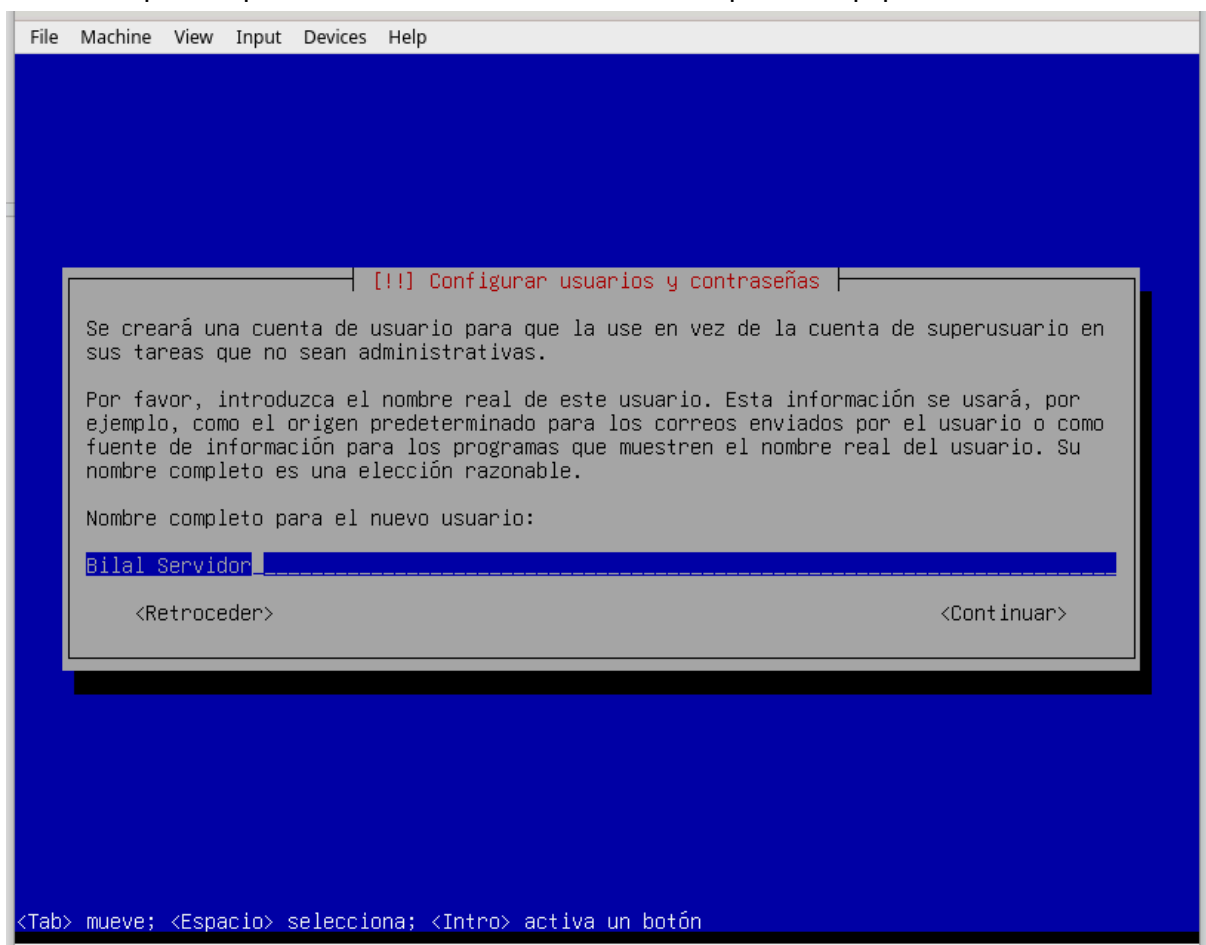 File Machine View Input Devices Help
[!!] Configurar usuarios y contraseñas
Se creará una cuenta de usuario para que la use en vez de la cuenta de superusuario en
sus tareas que no sean administrativas.
Por favor, introduzca el nombre real de este usuario. Esta información se usará, por
ejemplo, como el origen predeterminado para los correos enviados por el usuario o como
fuente de información para los programas que muestren el nombre real del usuario. Su
nombre completo es una elección razonable.
Nombre completo para el nuevo usuario:
Bilal Servidor
<Retroceder> <Continuar>
<Tab> mueve; <Espacio> selecciona; <Intro> activa un botón